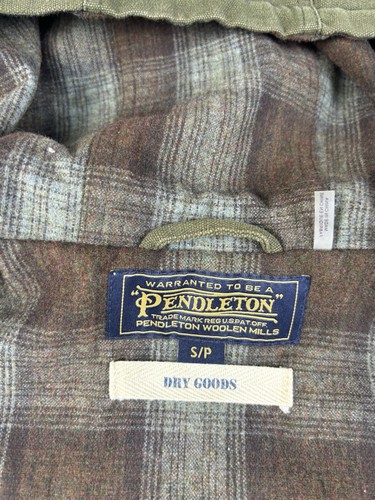 WARRANTED TO BE A
"PENDLETON"
TRADE MARK REG. U.S. PAT. OFF.
PENDLETON WOOLEN MILLS
S/P
DRY GOODS